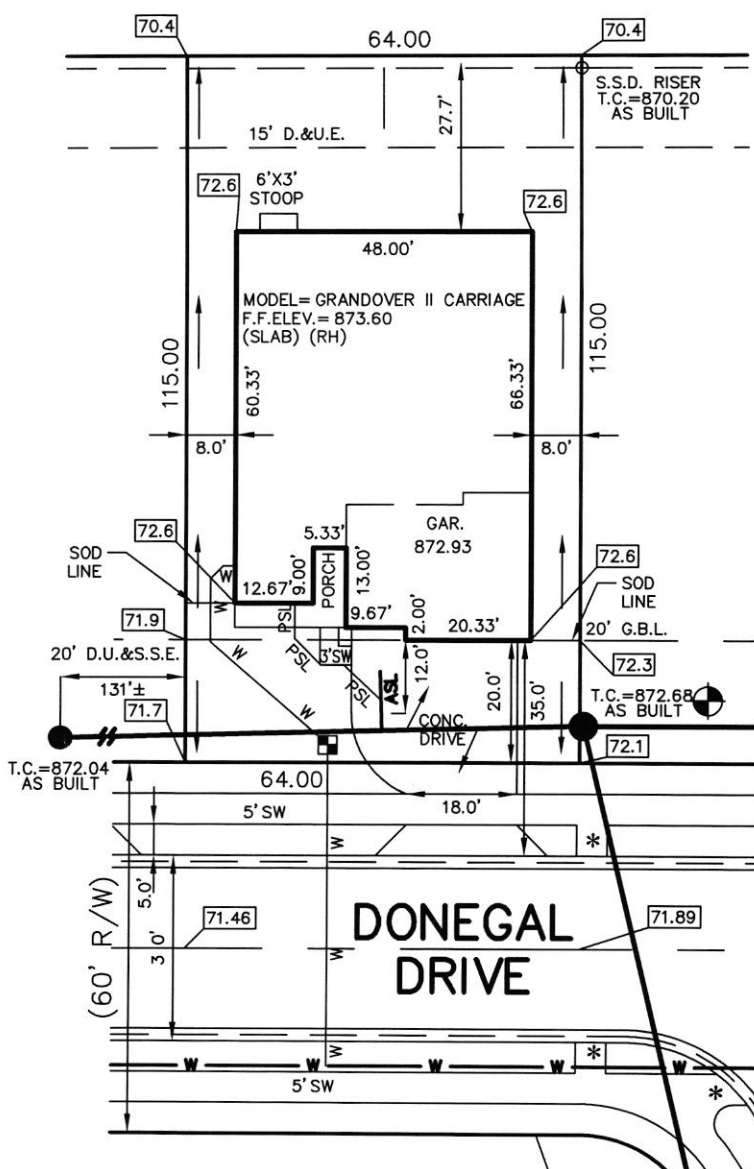 70.4
64.00
70.4
S.S.D. RISER
T.C.=870.20
AS BUILT
27.7'
15' D.&U.E.
72.6
6'X3'
STOOP
72.6
48.00'
MODEL= GRANDOVER II CARRIAGE
F.F.ELEV.= 873.60
(SLAB) (RH)
115.00
60.33'
66.33'
115.00
8.0'
8.0'
72.6
5.33'
GAR.
872.93
72.6
SOD
LINE
W
W
12.67'
9.00'
PORCH
13.00'
9.67'
2.00'
20.33'
SOD
LINE
71.9
PSL
20' G.B.L.
20' D.U.&S.S.E.
W
PSL
3'SW
PSL
ASL
12.0'
20.0'
35.0'
72.3
131'±
T.C.=872.68
AS BUILT
71.7
W
CONC.
DRIVE
72.1
T.C.=872.04
AS BUILT
64.00
18.0'
5' SW
W
*
5.0'
(60' R/W)
71.46
DONEGAL
DRIVE
71.89
3 0'
W
W
*
W
W
W
W
W
5' SW
*